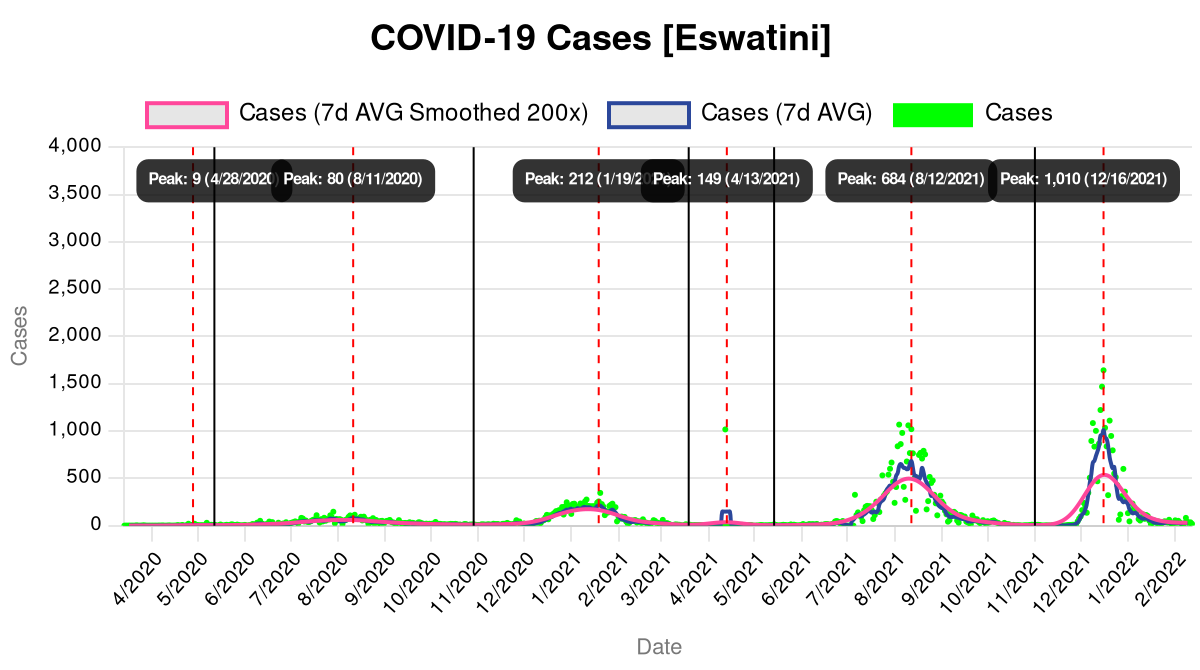 COVID-19 Cases [Eswatini]
Cases (7d AVG Smoothed 200x) Cases (7d AVG) Cases
4,000
Peak: 9 (4/28/2020) Peak: 80 (8/11/2020) Peak: 212 (1/19/20 Peak: 149 (4/13/2021) Peak: 684 (8/12/2021) Peak: 1,010 (12/16/2021)
3,500
3,000
2,500
2,000
1,500
1,000
500
0
Cases
4/2020 5/2020 6/2020 7/2020 8/2020 9/2020 10/2020 11/2020 12/2020 1/2021 2/2021 3/2021 4/2021 5/2021 6/2021 7/2021 8/2021 9/2021 10/2021 11/2021 12/2021 1/2022 2/2022
Date